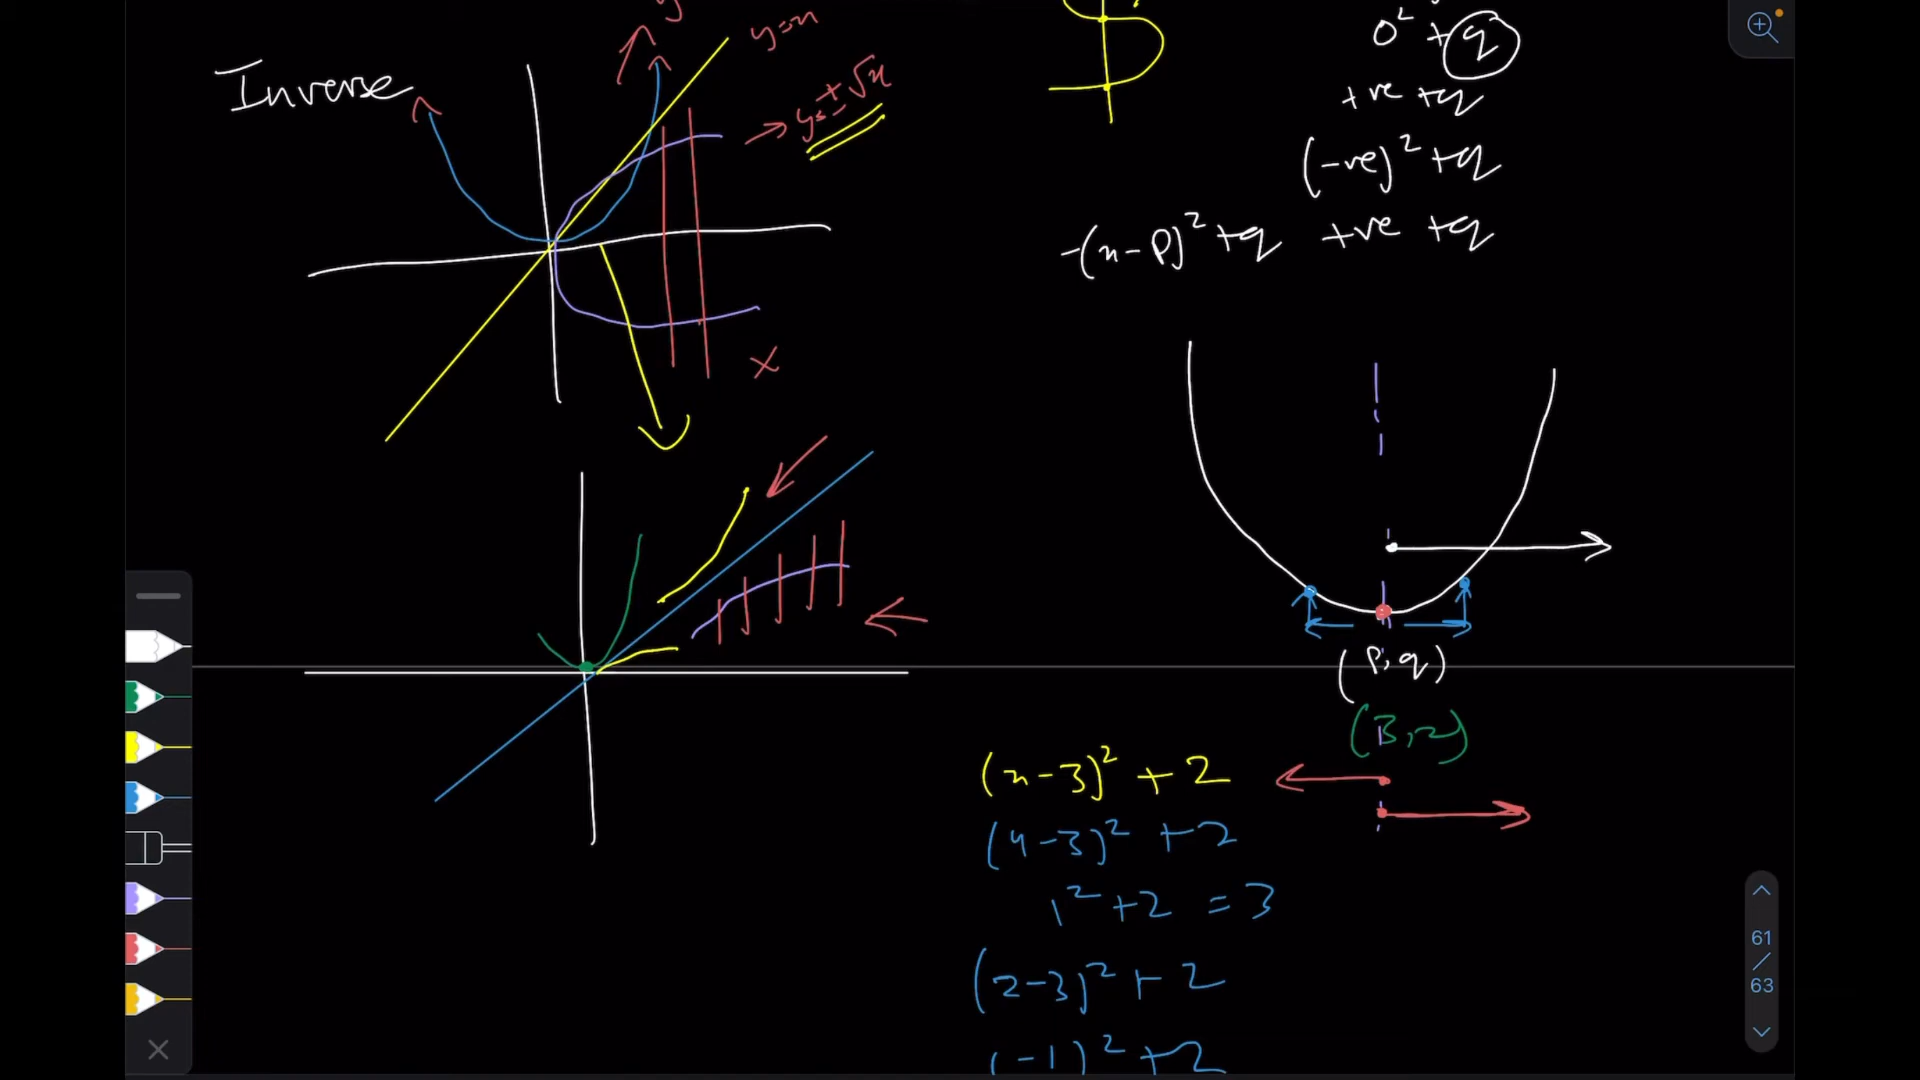 Inverse
y
y=x
y=±√x
x
0² + q
+ve +q
(-ve)² +q
-(x-p)² +q
+ve +q
(p, q)
(3, 2)
(x-3)² + 2
(4-3)² + 2
1² +2 = 3
(2-3)² + 2
(-1)² +2
61
/
63